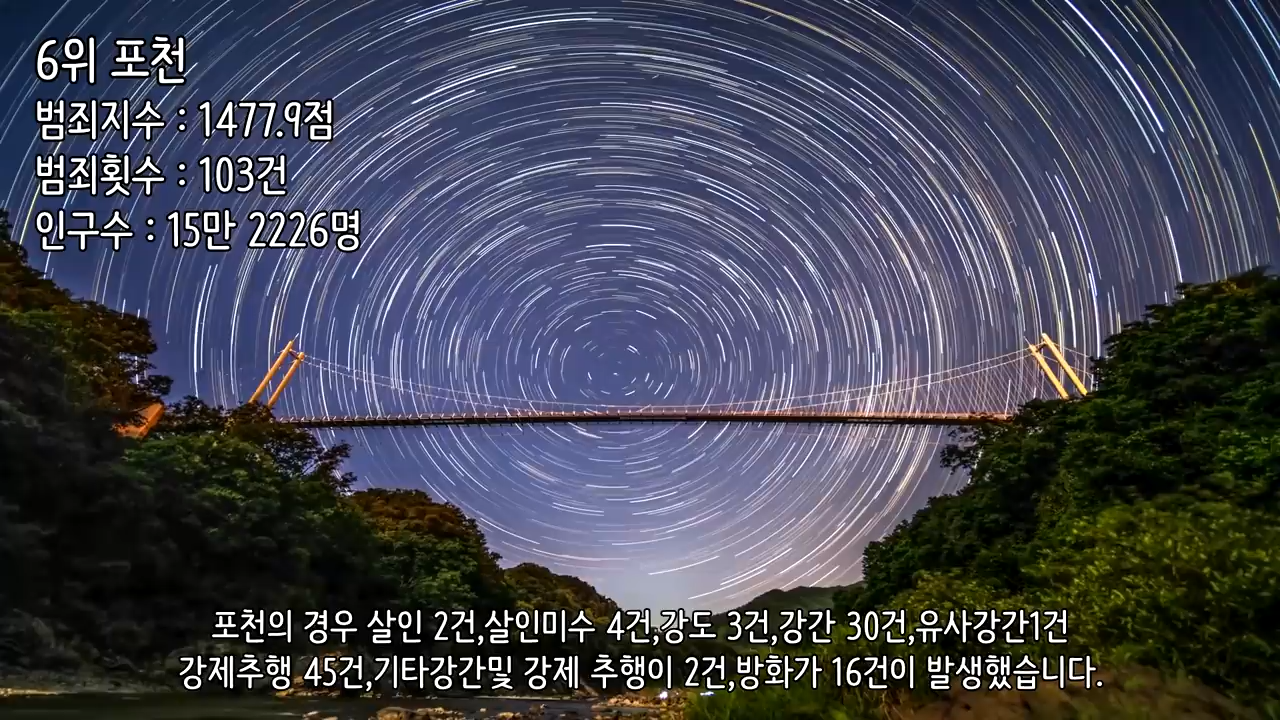 6위 포천
범죄지수 : 1477.9점
범죄횟수 : 103건
인구수 : 15만 2226명
포천의 경우 살인 2건,살인미수 4건,강도 3건,강간 30건,유사강간1건
강제추행 45건,기타강간및 강제 추행이 2건,방화가 16건이 발생했습니다.